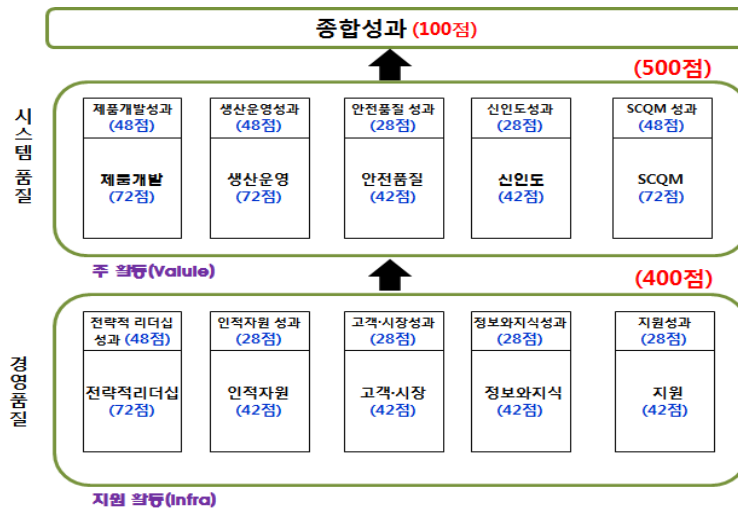 종합성과 (100점)
(500점)
시스템 품질
제품개발성과
(48점)
제품개발
(72점)
생산운영성과
(48점)
생산운영
(72점)
안전품질 성과
(28점)
안전품질
(42점)
신인도성과
(28점)
신인도
(42점)
SCQM 성과
(48점)
SCQM
(72점)
주 활동(Valule)
(400점)
경영품질
전략적 리더십
성과 (48점)
전략적리더십
(72점)
인적자원 성과
(28점)
인적자원
(42점)
고객·시장성과
(28점)
고객·시장
(42점)
정보와지식성과
(28점)
정보와지식
(42점)
지원성과
(28점)
지원
(42점)
지원 활동(Infra)